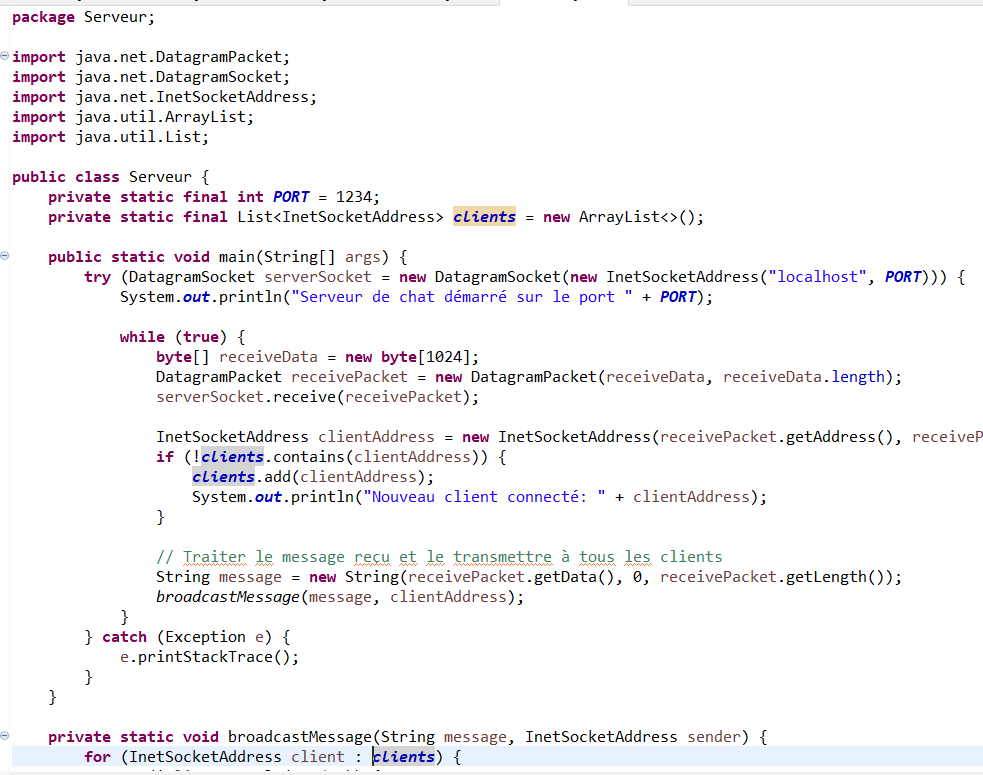 package Serveur;
import java.net.DatagramPacket;
import java.net.DatagramSocket;
import java.net.InetSocketAddress;
import java.util.ArrayList;
import java.util.List;
public class Serveur {
private static final int PORT = 1234;
private static final List<InetSocketAddress> clients = new ArrayList<>();
public static void main(String[] args) {
try (DatagramSocket serverSocket = new DatagramSocket(new InetSocketAddress("localhost", PORT))) {
System.out.println("Serveur de chat démarré sur le port " + PORT);
while (true) {
byte[] receiveData = new byte[1024];
DatagramPacket receivePacket = new DatagramPacket(receiveData, receiveData.length);
serverSocket.receive(receivePacket);
InetSocketAddress clientAddress = new InetSocketAddress(receivePacket.getAddress(), receiveP
if (!clients.contains(clientAddress)) {
clients.add(clientAddress);
System.out.println("Nouveau client connecté: " + clientAddress);
}
// Traiter le message reçu et le transmettre à tous les clients
String message = new String(receivePacket.getData(), 0, receivePacket.getLength());
broadcastMessage(message, clientAddress);
}
} catch (Exception e) {
e.printStackTrace();
}
}
private static void broadcastMessage(String message, InetSocketAddress sender) {
for (InetSocketAddress client : clients) {